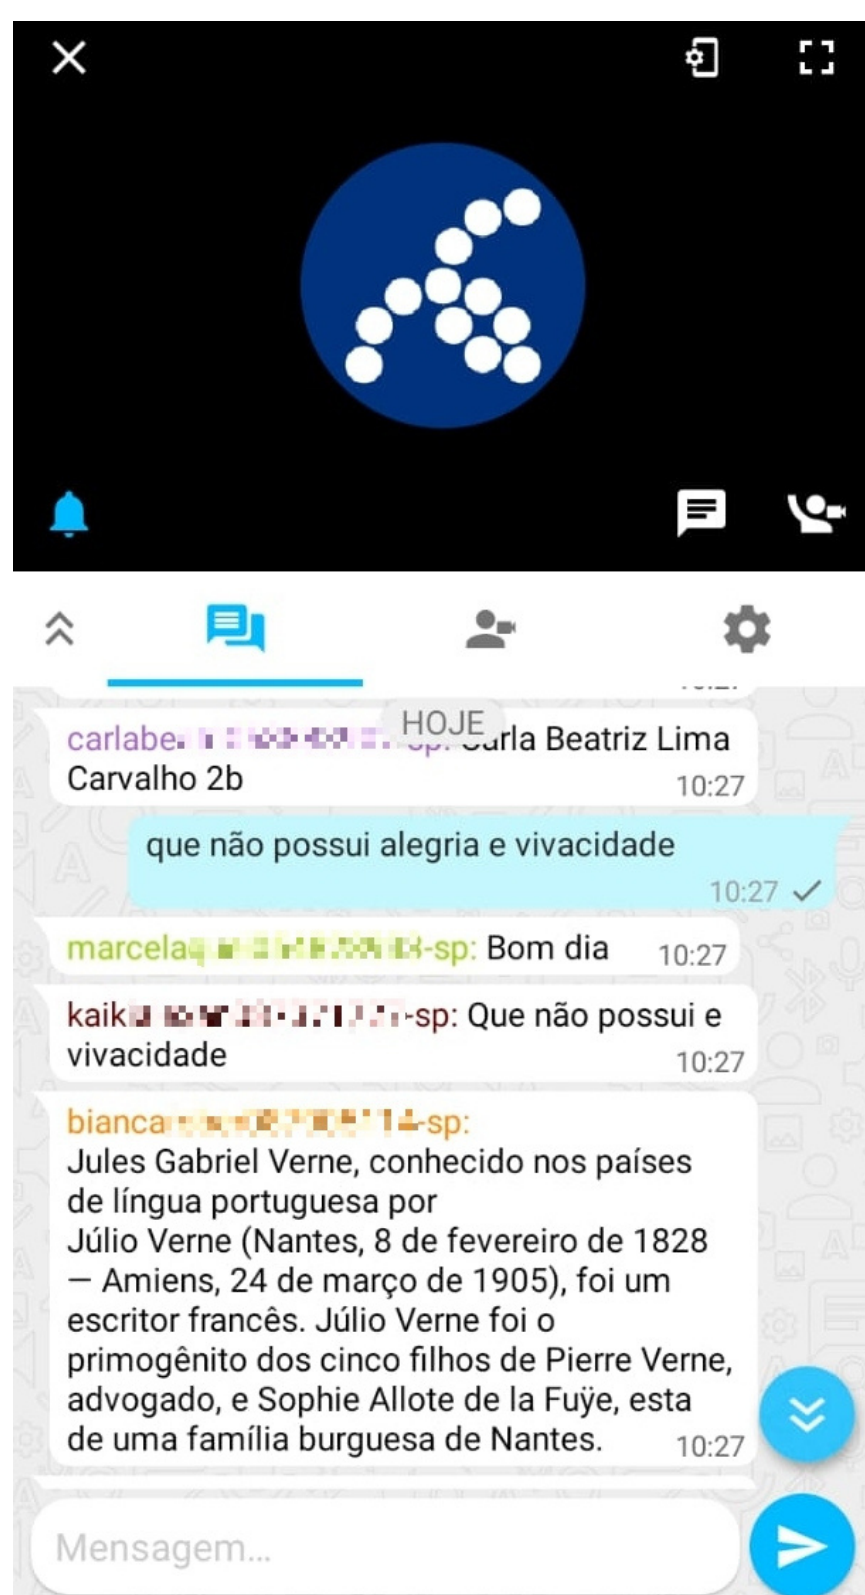 HOJE
carlabe sp: Carla Beatriz Lima
Carvalho 2b
10:27
que não possui alegria e vivacidade
10:27
marcela -sp: Bom dia 10:27
kaik -sp: Que não possui e
vivacidade
10:27
bianca 14-sp:
Jules Gabriel Verne, conhecido nos países
de língua portuguesa por
Júlio Verne (Nantes, 8 de fevereiro de 1828
— Amiens, 24 de março de 1905), foi um
escritor francês. Júlio Verne foi o
primogênito dos cinco filhos de Pierre Verne,
advogado, e Sophie Allote de la Fuÿe, esta
de uma família burguesa de Nantes.
10:27
Mensagem...